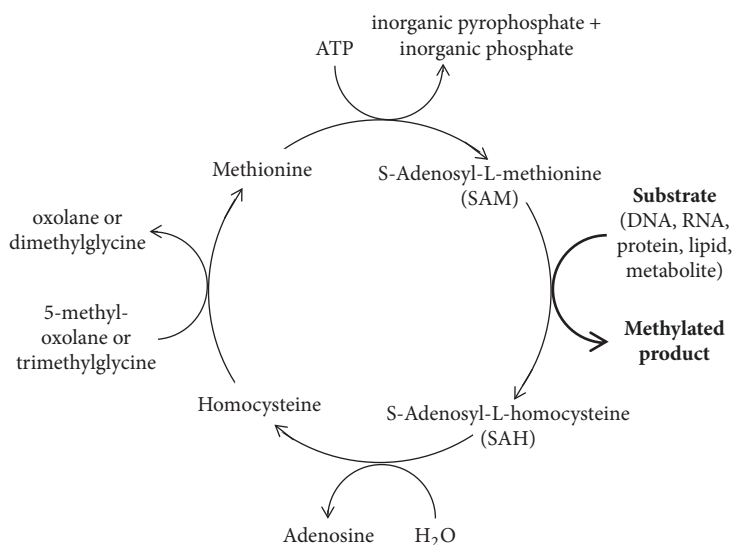 inorganic pyrophosphate +
inorganic phosphate
ATP
Methionine
S-Adenosyl-L-methionine
(SAM)
Substrate
(DNA, RNA,
protein, lipid,
metabolite)
oxolane or
dimethylglycine
5-methyl-
oxolane or
trimethylglycine
Methylated
product
Homocysteine
S-Adenosyl-L-homocysteine
(SAH)
Adenosine
H₂O